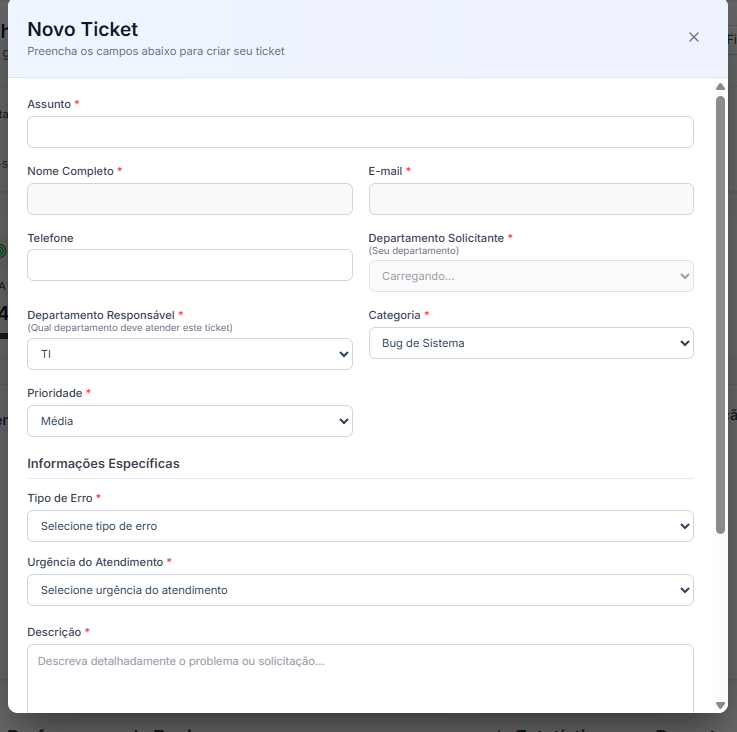 Novo Ticket
Preencha os campos abaixo para criar seu ticket
Assunto *
Nome Completo *
E-mail *
Telefone
Departamento Solicitante *
(Seu departamento)
Carregando...
Departamento Responsável *
(Qual departamento deve atender este ticket)
TI
Categoria *
Bug de Sistema
Prioridade *
Média
Informações Específicas
Tipo de Erro *
Selecione tipo de erro
Urgência do Atendimento *
Selecione urgência do atendimento
Descrição *
Descreva detalhadamente o problema ou solicitação...